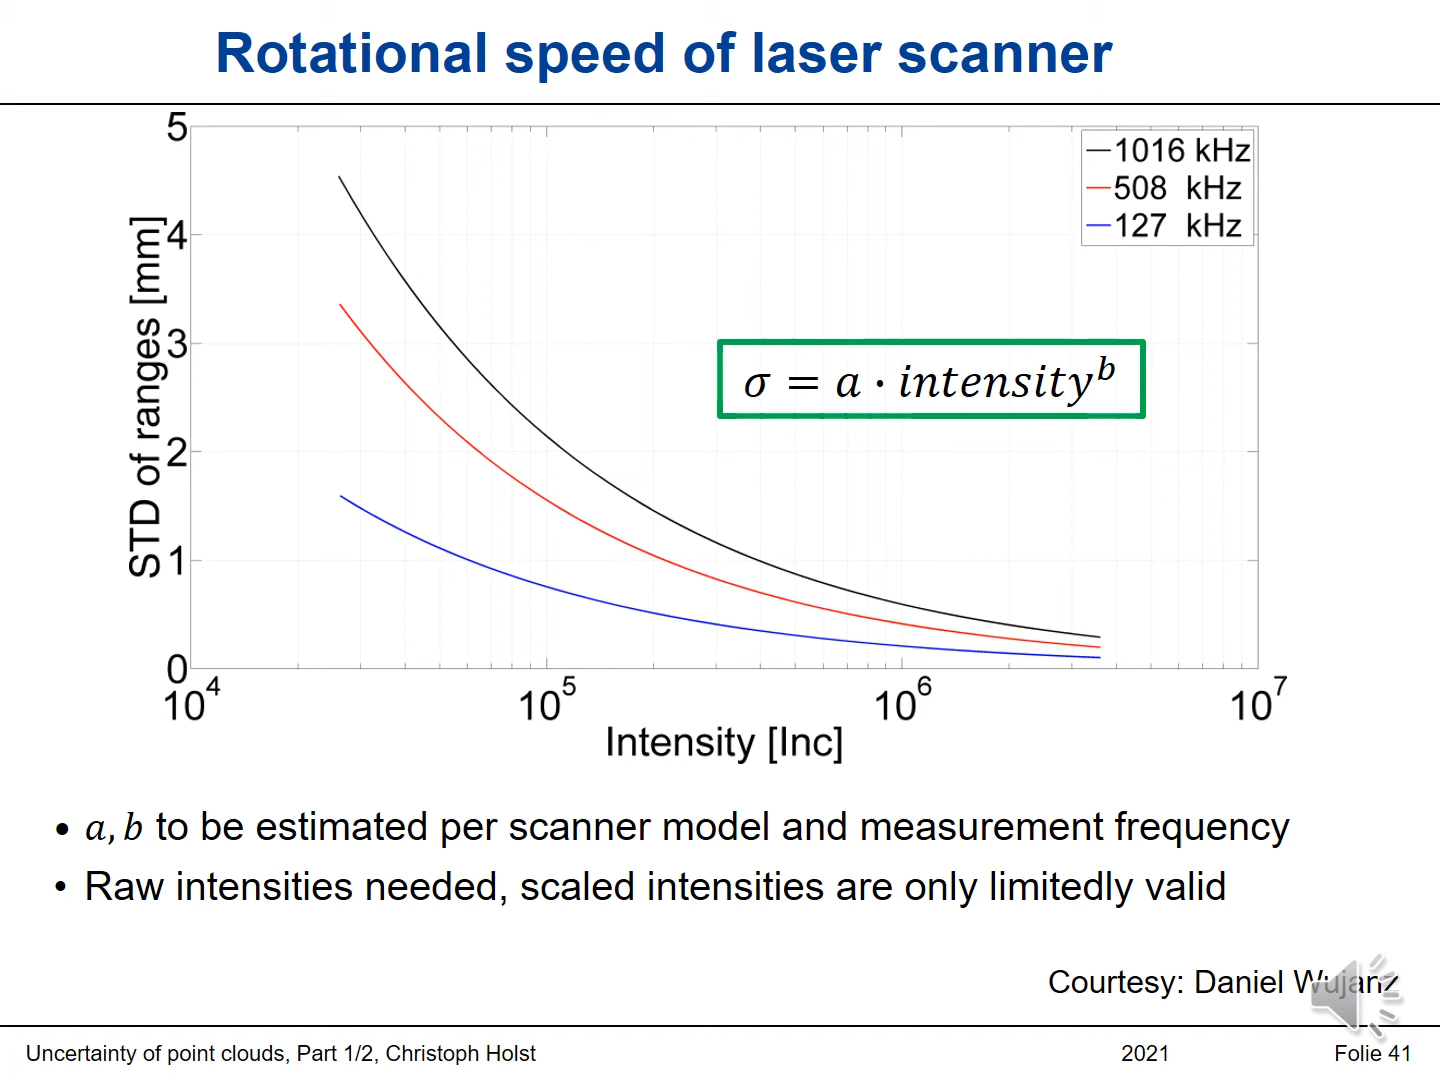 Rotational speed of laser scanner
5
4
3
2
1
0
STD of ranges [mm]
1016 kHz
508 kHz
127 kHz
σ = a · intensity^b
10^4
10^5
10^6
10^7
Intensity [Inc]
• a, b to be estimated per scanner model and measurement frequency
• Raw intensities needed, scaled intensities are only limitedly valid
Courtesy: Daniel Wujanz
Uncertainty of point clouds, Part 1/2, Christoph Holst
2021
Folie 41